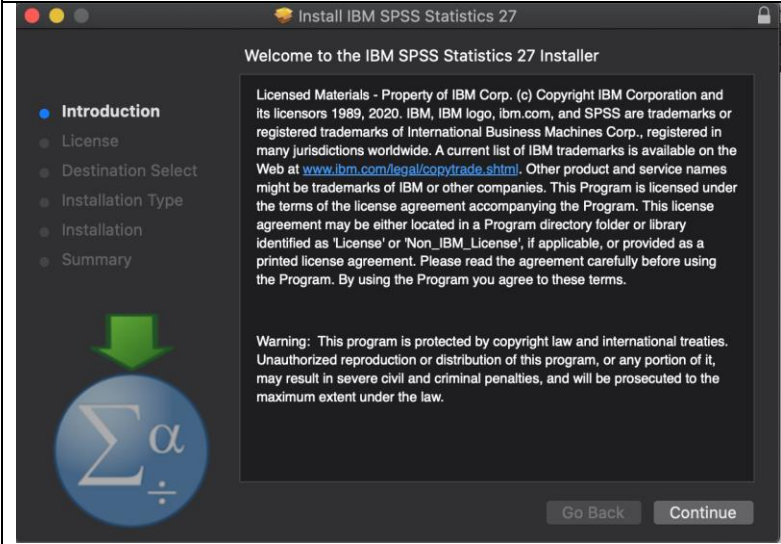 Install IBM SPSS Statistics 27
Welcome to the IBM SPSS Statistics 27 Installer
Introduction
License
Destination Select
Installation Type
Installation
Summary
Licensed Materials - Property of IBM Corp. (c) Copyright IBM Corporation and
its licensors 1989, 2020. IBM, IBM logo, ibm.com, and SPSS are trademarks or
registered trademarks of International Business Machines Corp., registered in
many jurisdictions worldwide. A current list of IBM trademarks is available on the
Web at www.ibm.com/legal/copytrade.shtml. Other product and service names
might be trademarks of IBM or other companies. This Program is licensed under
the terms of the license agreement accompanying the Program. This license
agreement may be either located in a Program directory folder or library
identified as 'License' or 'Non_IBM_License', if applicable, or provided as a
printed license agreement. Please read the agreement carefully before using
the Program. By using the Program you agree to these terms.
Warning: This program is protected by copyright law and international treaties.
Unauthorized reproduction or distribution of this program, or any portion of it,
may result in severe civil and criminal penalties, and will be prosecuted to the
maximum extent under the law.
Σα
÷
Go Back
Continue